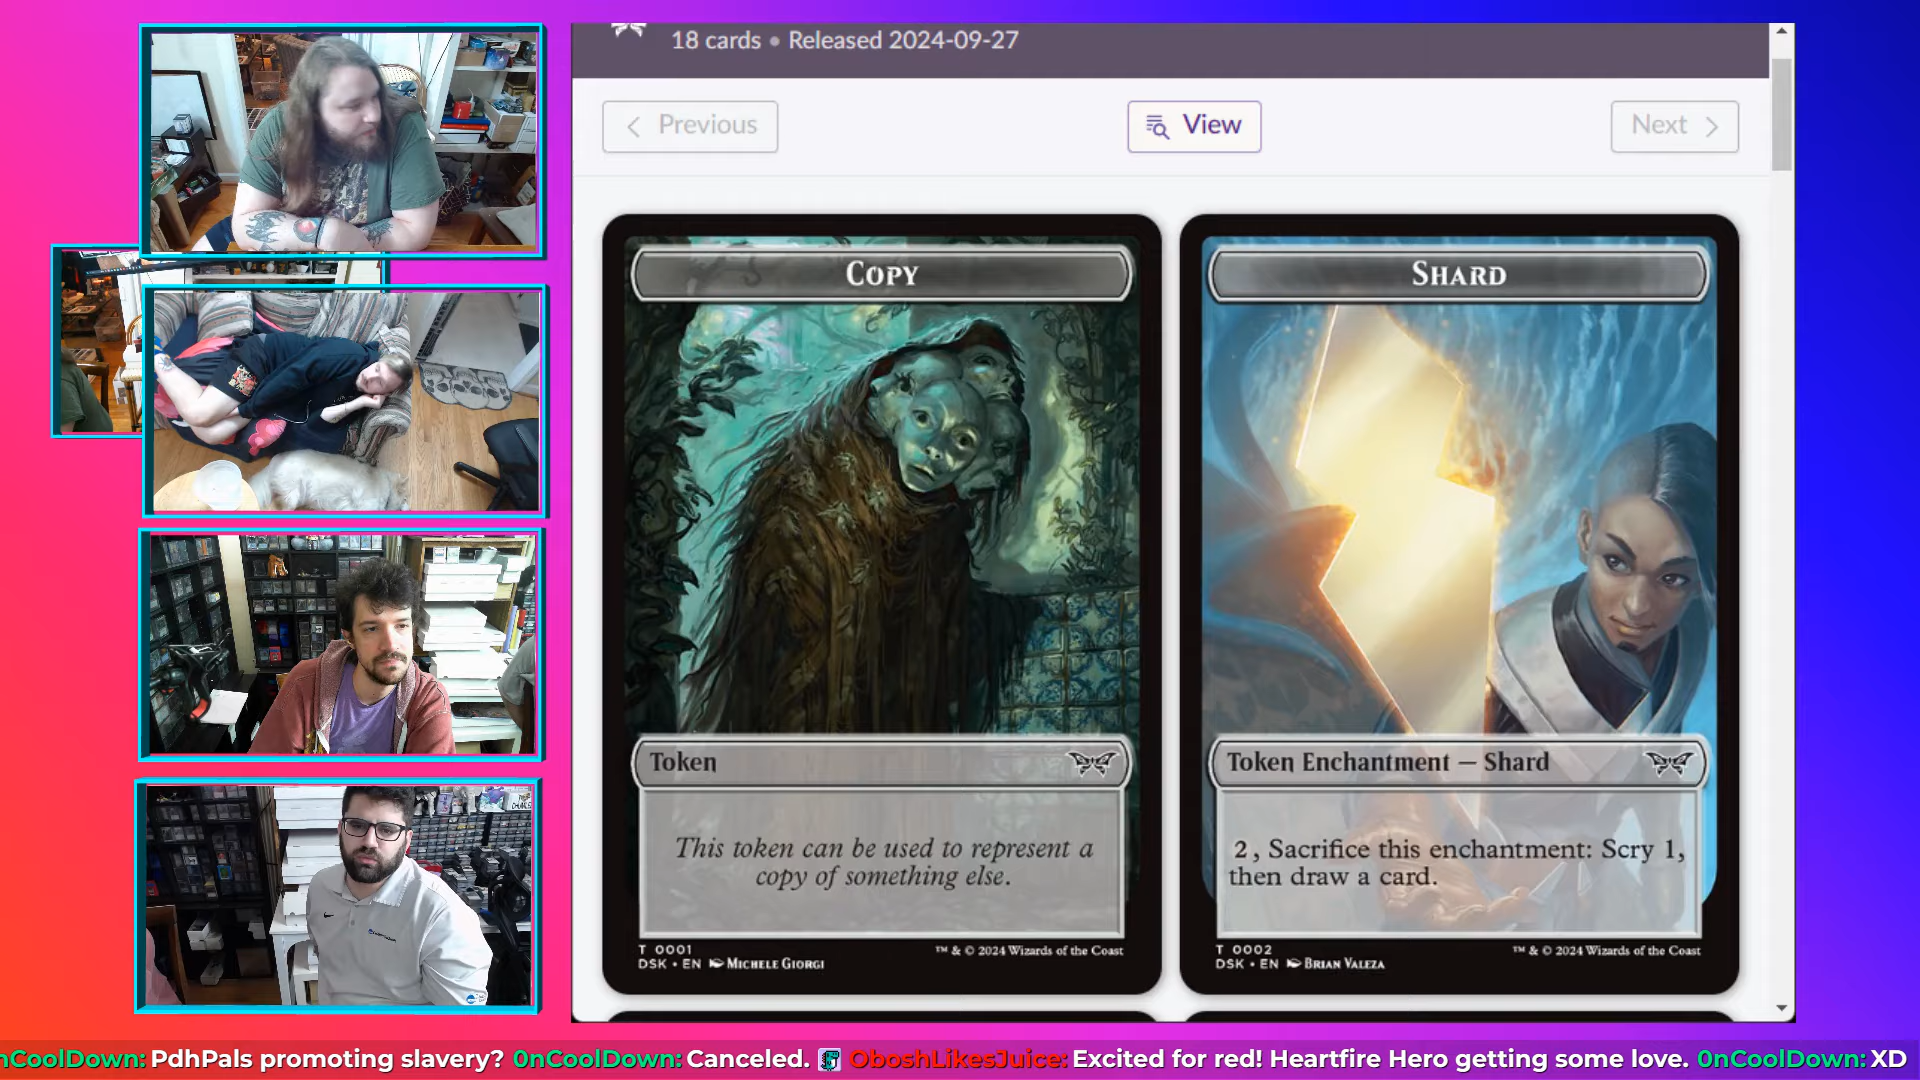 18 cards • Released 2024-09-27
Previous
View
Next
Copy
Token
This token can be used to represent a
copy of something else.
T 0001
DSK • EN Michele Giorgi
™ & © 2024 Wizards of the Coast
Shard
Token Enchantment — Shard
2, Sacrifice this enchantment: Scry 1,
then draw a card.
T 0002
DSK • EN Brian Valeza
™ & © 2024 Wizards of the Coast
nCoolDown: PdhPals promoting slavery? 0nCoolDown: Canceled. OboshLikesJuice: Excited for red! Heartfire Hero getting some love. 0nCoolDown: XD